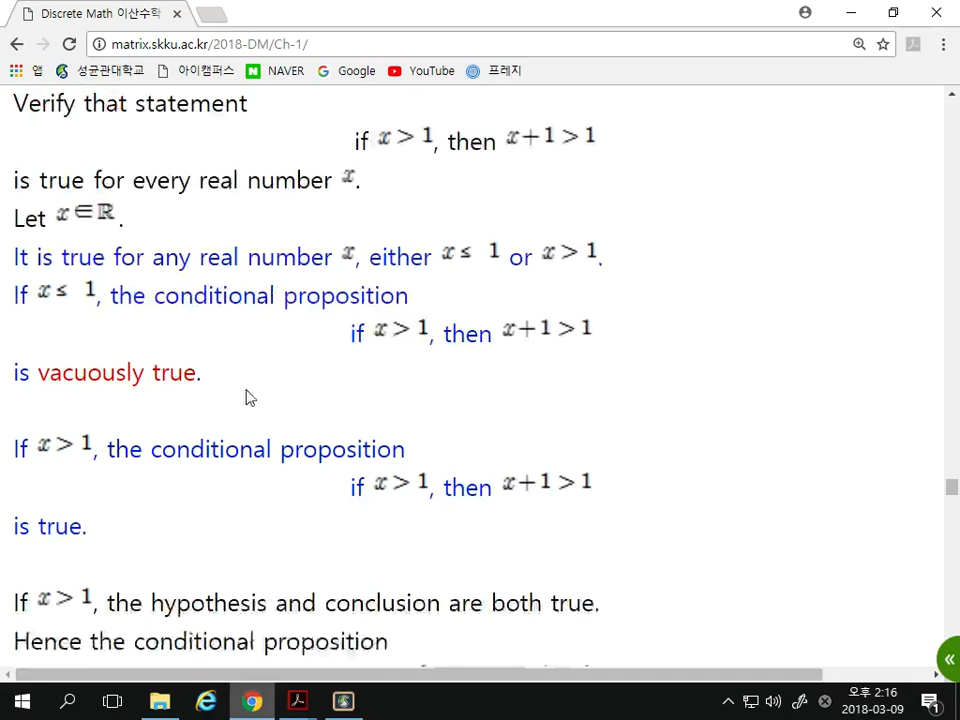 Discrete Math 이산수학
matrix.skku.ac.kr/2018-DM/Ch-1/
앱 성균관대학교 아이캠퍼스 NAVER Google YouTube 프레지
Verify that statement
if x > 1, then x+1 > 1
is true for every real number x.
Let x ∈ ℝ.
It is true for any real number x, either x ≤ 1 or x > 1.
If x ≤ 1, the conditional proposition
if x > 1, then x+1 > 1
is vacuously true.
If x > 1, the conditional proposition
if x > 1, then x+1 > 1
is true.
If x > 1, the hypothesis and conclusion are both true.
Hence the conditional proposition
오후 2:16
2018-03-09
1